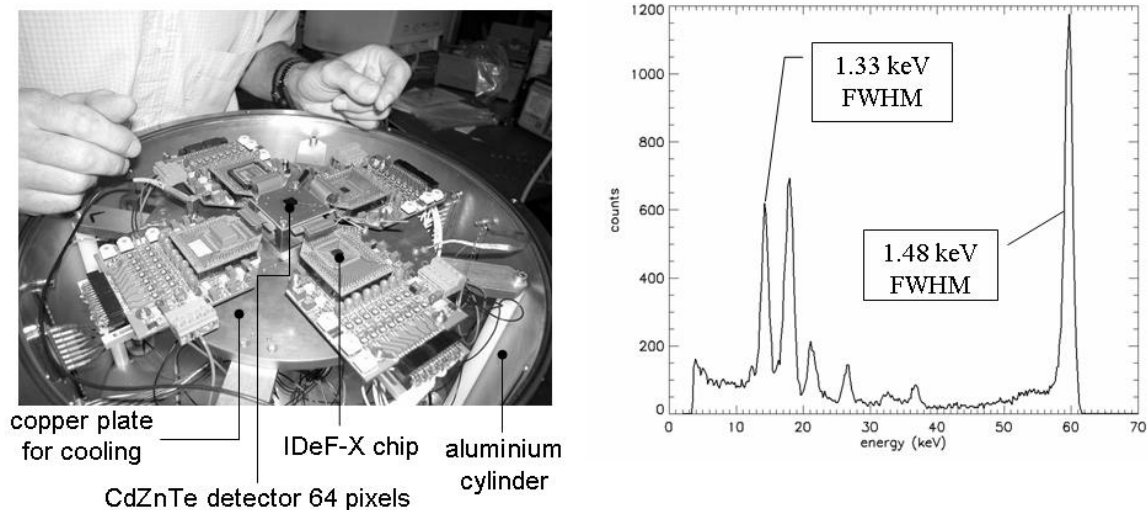 copper plate
for cooling
IDeF-X chip
aluminium
cylinder
CdZnTe detector 64 pixels
1200
1000
800
600
400
200
0
counts
1.33 keV
FWHM
1.48 keV
FWHM
0
10
20
30
40
50
60
70
energy (keV)